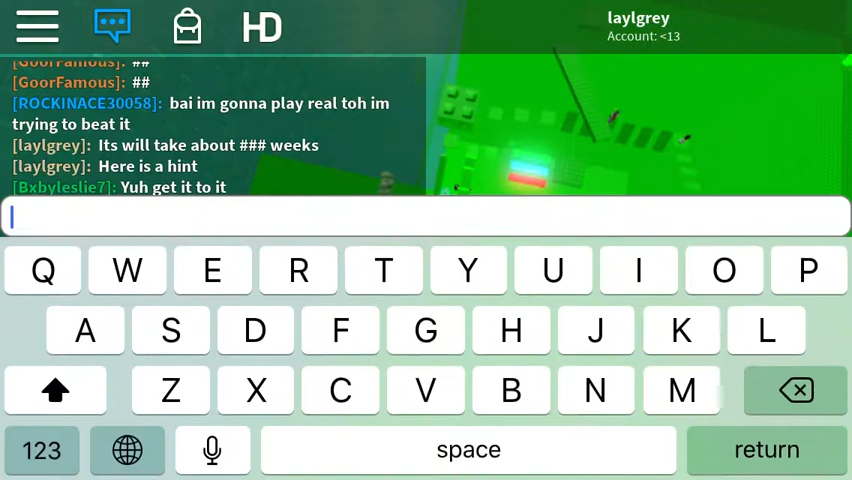 HD
laylgrey
Account: <13
[GoorFamous]: ##
[GoorFamous]: ##
[ROCKINACE30058]: bai im gonna play real toh im
trying to beat it
[laylgrey]: Its will take about ### weeks
[laylgrey]: Here is a hint
[Bxbyleslie7]: Yuh get it to it
Q W E R T Y U I O P
A S D F G H J K L
Z X C V B N M
123 space return